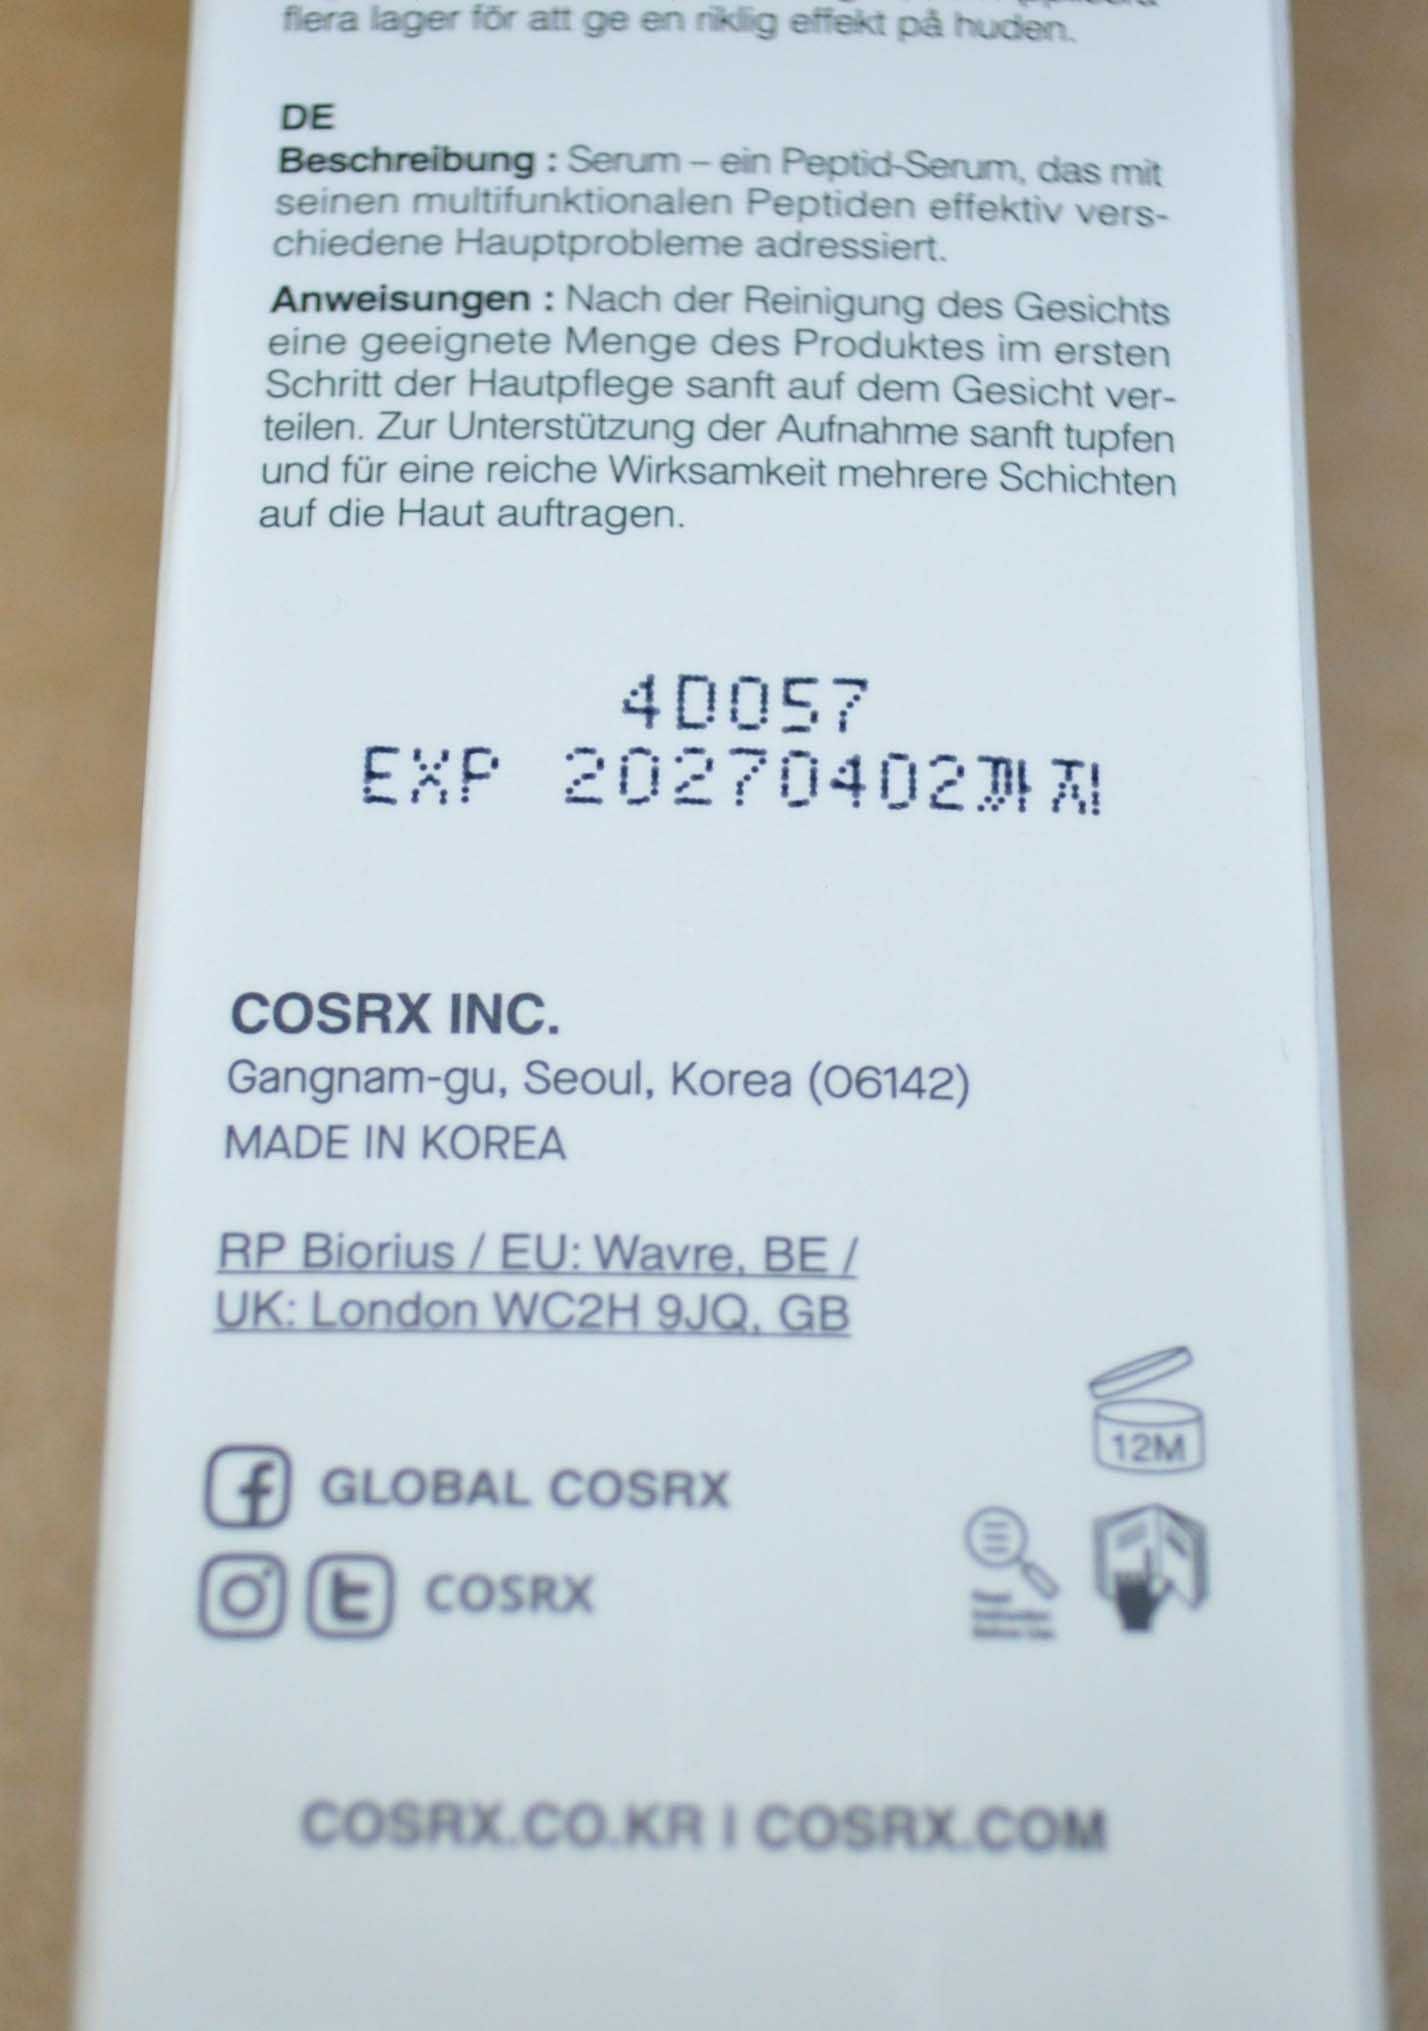 flera lager för att ge en riklig effekt på huden.
DE
Beschreibung : Serum – ein Peptid-Serum, das mit
seinen multifunktionalen Peptiden effektiv vers-
chiedene Hauptprobleme adressiert.
Anweisungen : Nach der Reinigung des Gesichts
eine geeignete Menge des Produktes im ersten
Schritt der Hautpflege sanft auf dem Gesicht ver-
teilen. Zur Unterstützung der Aufnahme sanft tupfen
und für eine reiche Wirksamkeit mehrere Schichten
auf die Haut auftragen.
4D057
EXP 20270402까지
COSRX INC.
Gangnam-gu, Seoul, Korea (06142)
MADE IN KOREA
RP Biorius / EU: Wavre, BE /
UK: London WC2H 9JQ, GB
12M
GLOBAL COSRX
COSRX
COSRX.CO.KR | COSRX.COM